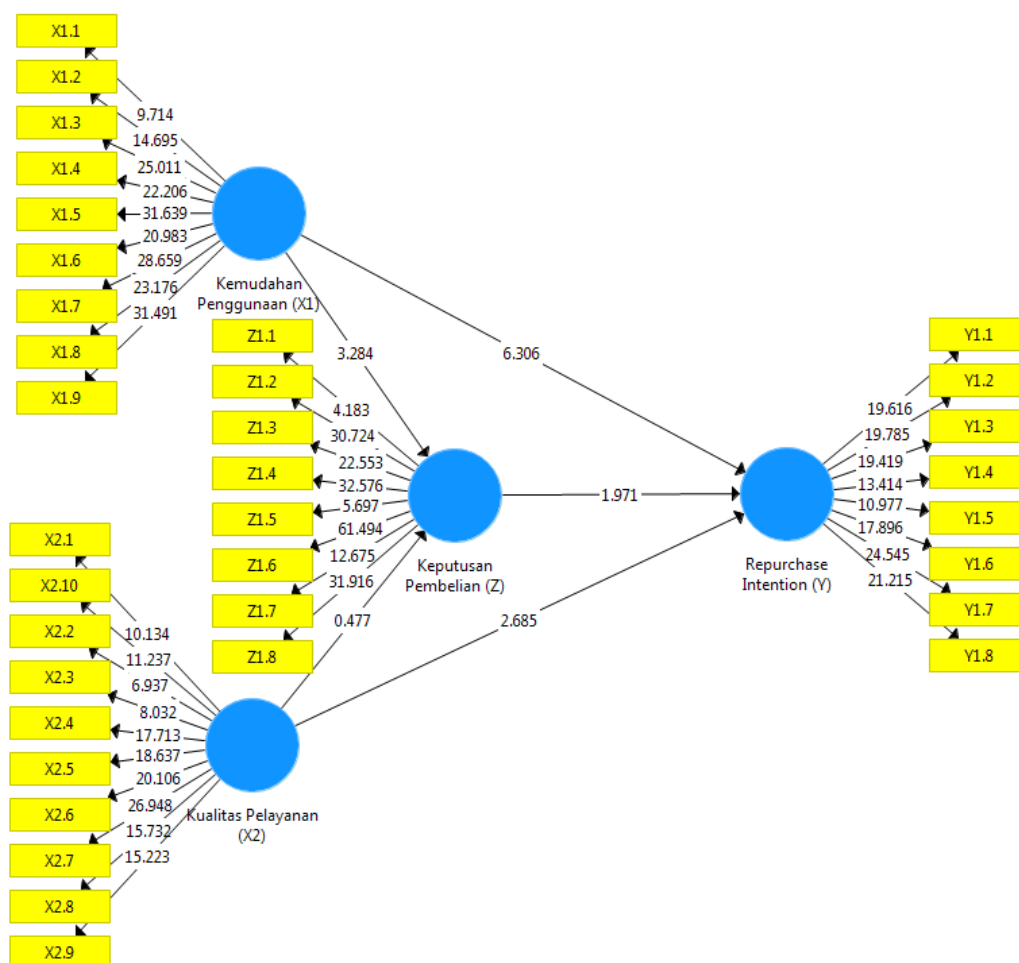 X1.1
X1.2
X1.3
X1.4
X1.5
X1.6
X1.7
X1.8
X1.9
9.714
14.695
25.011
22.206
31.639
20.983
28.659
23.176
31.491
Kemudahan
Penggunaan (X1)
3.284
6.306
Z1.1
Z1.2
Z1.3
Z1.4
Z1.5
Z1.6
Z1.7
Z1.8
4.183
30.724
22.553
32.576
5.697
61.494
12.675
31.916
0.477
Keputusan
Pembelian (Z)
1.971
2.685
Repurchase
Intention (Y)
19.616
19.785
19.419
13.414
10.977
17.896
24.545
21.215
Y1.1
Y1.2
Y1.3
Y1.4
Y1.5
Y1.6
Y1.7
Y1.8
X2.1
X2.10
X2.2
X2.3
X2.4
X2.5
X2.6
X2.7
X2.8
X2.9
10.134
11.237
6.937
8.032
17.713
18.637
20.106
26.948
15.732
15.223
Kualitas Pelayanan
(X2)